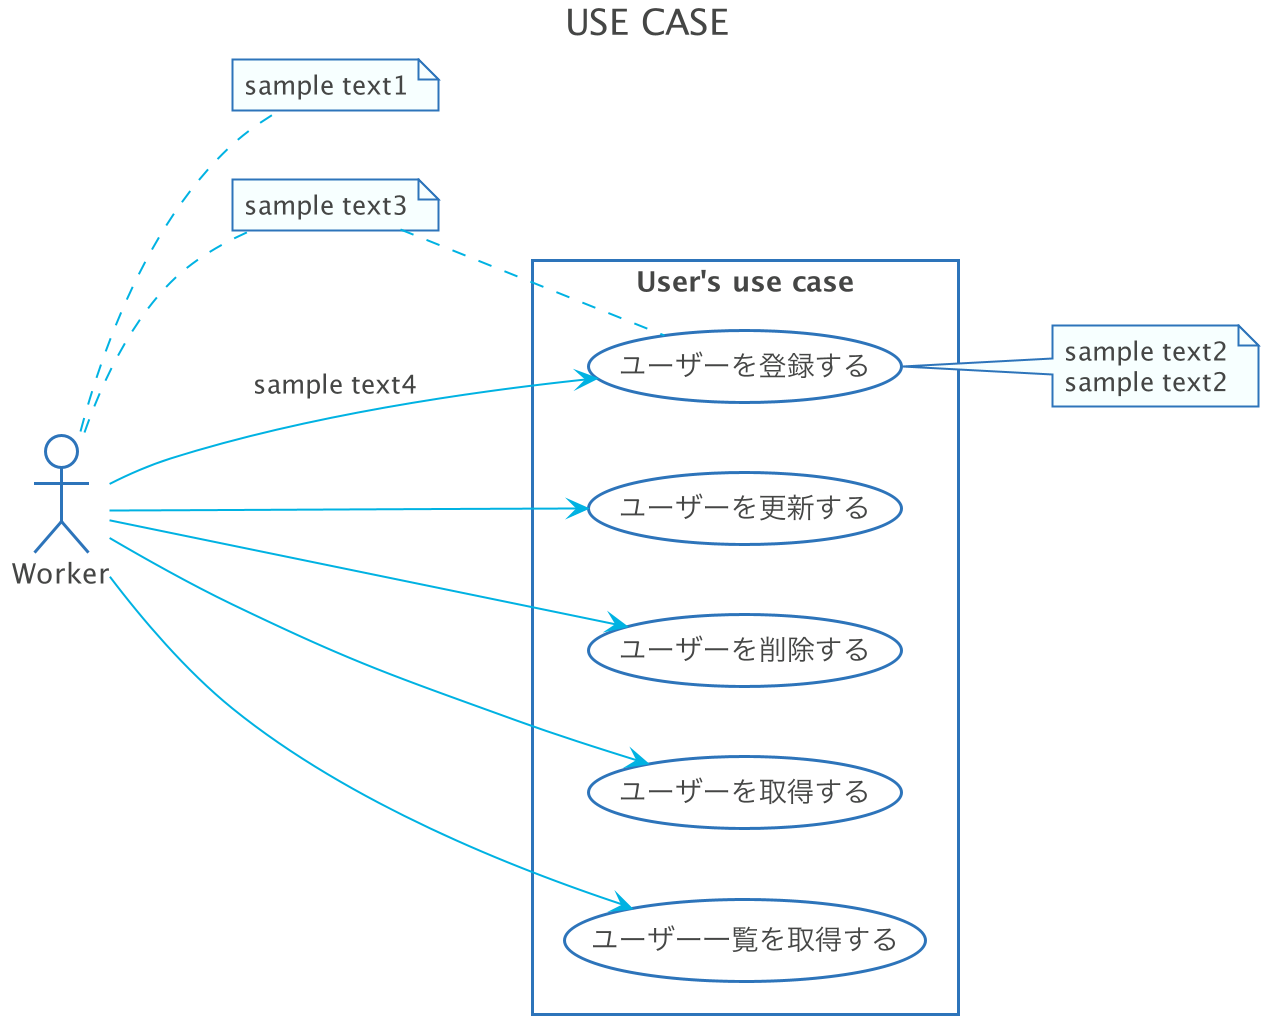 USE CASE
sample text1
sample text3
User's use case
ユーザーを登録する
sample text2
sample text2
sample text4
ユーザーを更新する
Worker
ユーザーを削除する
ユーザーを取得する
ユーザー一覧を取得する